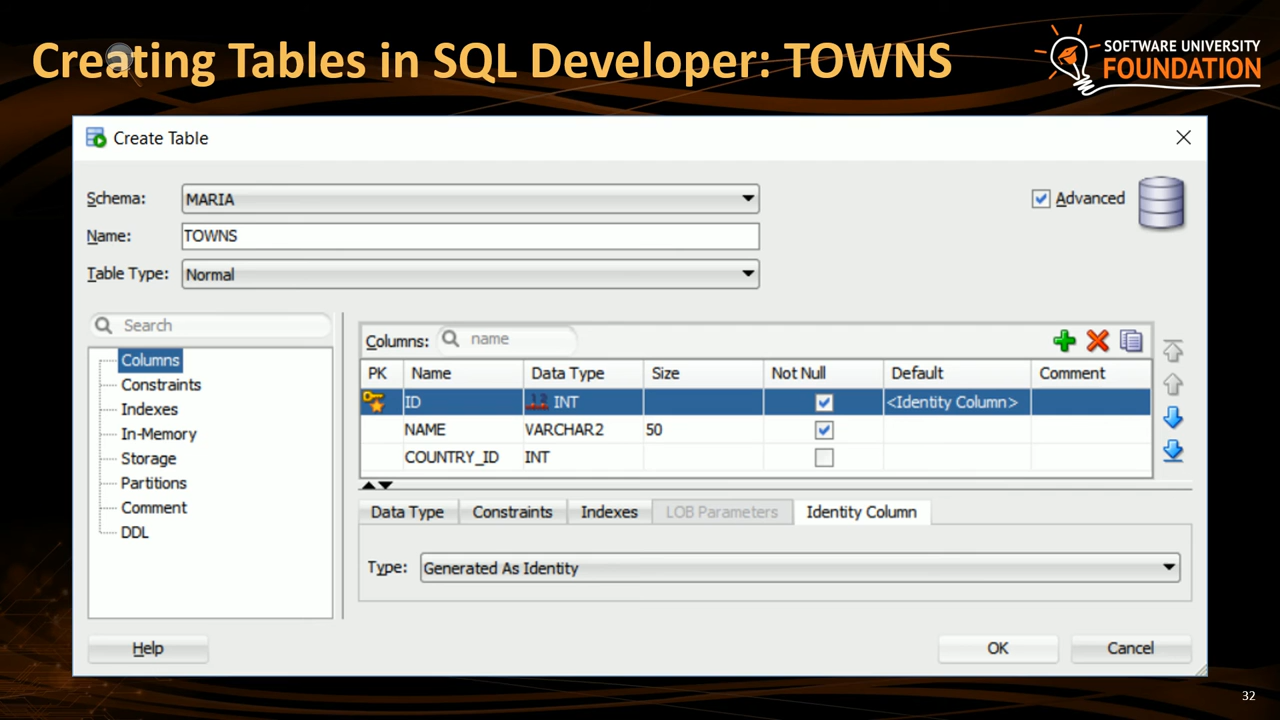 Creating Tables in SQL Developer: TOWNS
SOFTWARE UNIVERSITY
FOUNDATION
Create Table
Schema: MARIA
Advanced
Name: TOWNS
Table Type: Normal
Search
Columns
Constraints
Indexes
In-Memory
Storage
Partitions
Comment
DDL
Columns: name
PK Name Data Type Size Not Null Default Comment
ID INT <Identity Column>
NAME VARCHAR2 50
COUNTRY_ID INT
Data Type Constraints Indexes LOB Parameters Identity Column
Type: Generated As Identity
Help OK Cancel
32